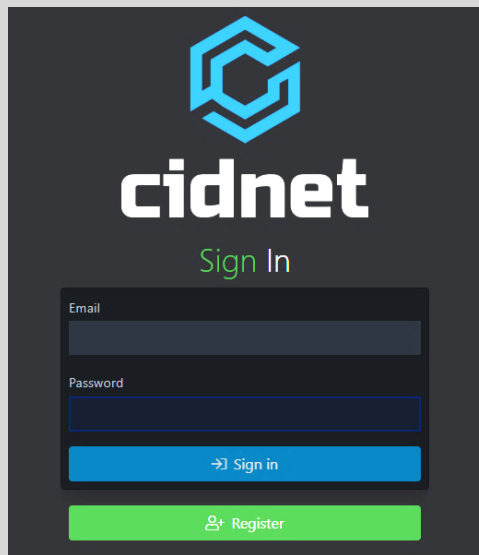 cidnet
Sign In
Email
Password
Sign in
Register